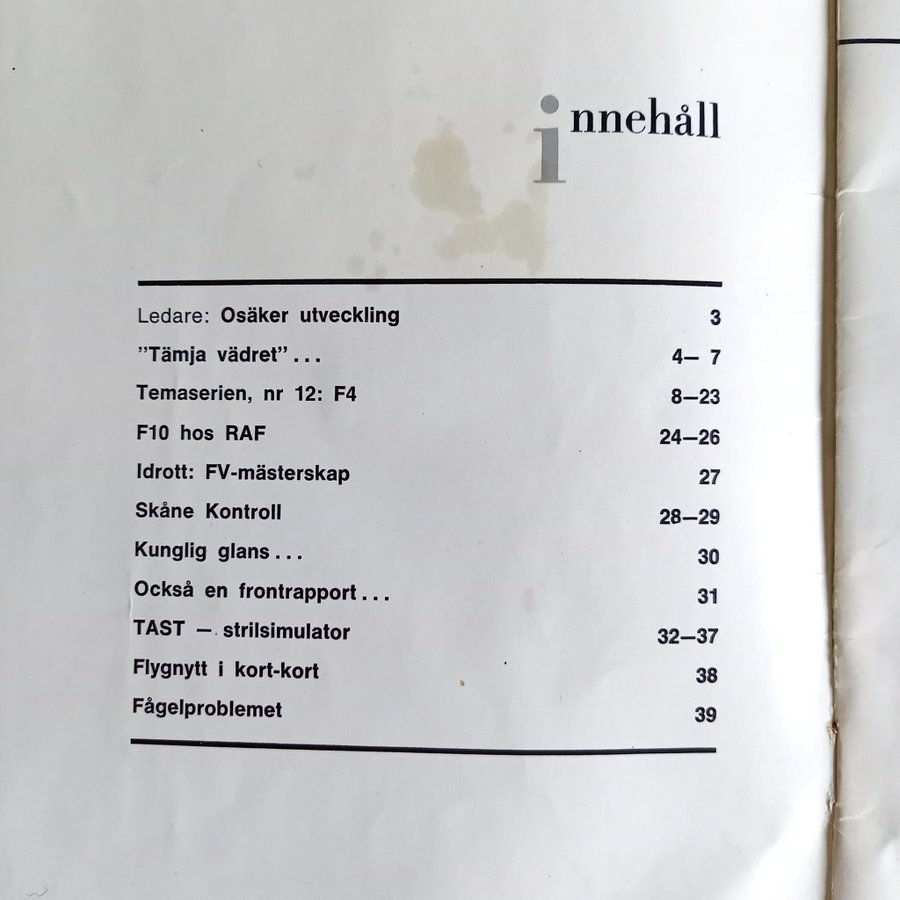 innehåll
Ledare: Osäker utveckling 3
”Tämja vädret”... 4— 7
Temaserien, nr 12: F4 8—23
F10 hos RAF 24—26
Idrott: FV-mästerskap 27
Skåne Kontroll 28—29
Kunglig glans... 30
Också en frontrapport... 31
TAST — strilsimulator 32—37
Flygnytt i kort-kort 38
Fågelproblemet 39